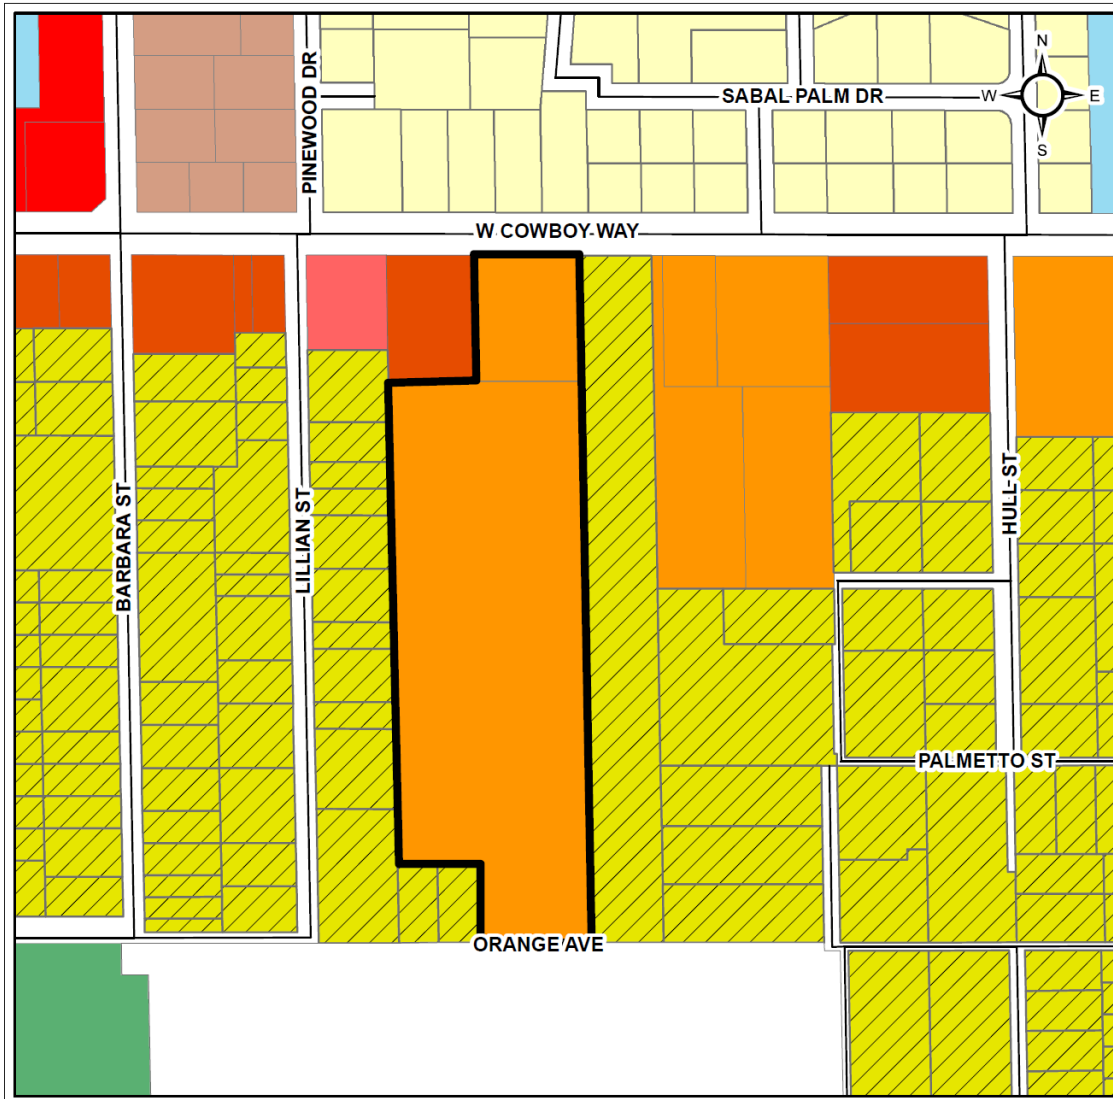 N
W
E
S
SABAL PALM DR
PINEWOOD DR
W COWBOY WAY
BARBARA ST
LILLIAN ST
HULL ST
PALMETTO ST
ORANGE AVE